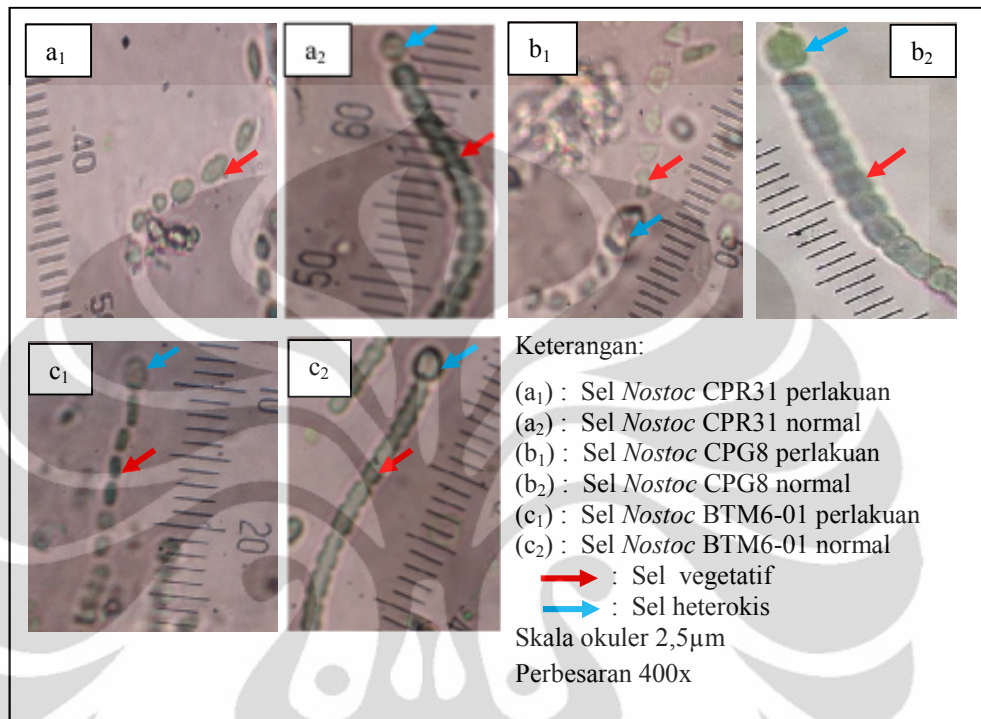 a₁
a₂
b₁
b₂
40
60
50
c₁
c₂
20
Keterangan:
(a₁) : Sel Nostoc CPR31 perlakuan
(a₂) : Sel Nostoc CPR31 normal
(b₁) : Sel Nostoc CPG8 perlakuan
(b₂) : Sel Nostoc CPG8 normal
(c₁) : Sel Nostoc BTM6-01 perlakuan
(c₂) : Sel Nostoc BTM6-01 normal
: Sel vegetatif
: Sel heterokis
Skala okuler 2,5µm
Perbesaran 400x